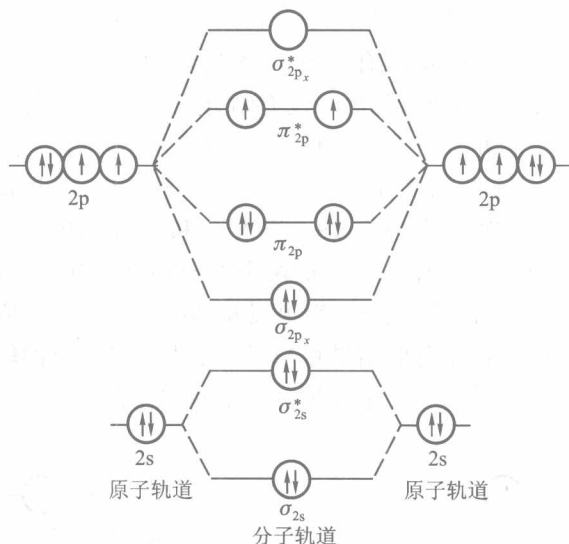 σ*2pₓ
π*2p
2p 2p
π2p
σ2pₓ
σ*2s
2s 2s
原子轨道 σ2s 原子轨道
分子轨道